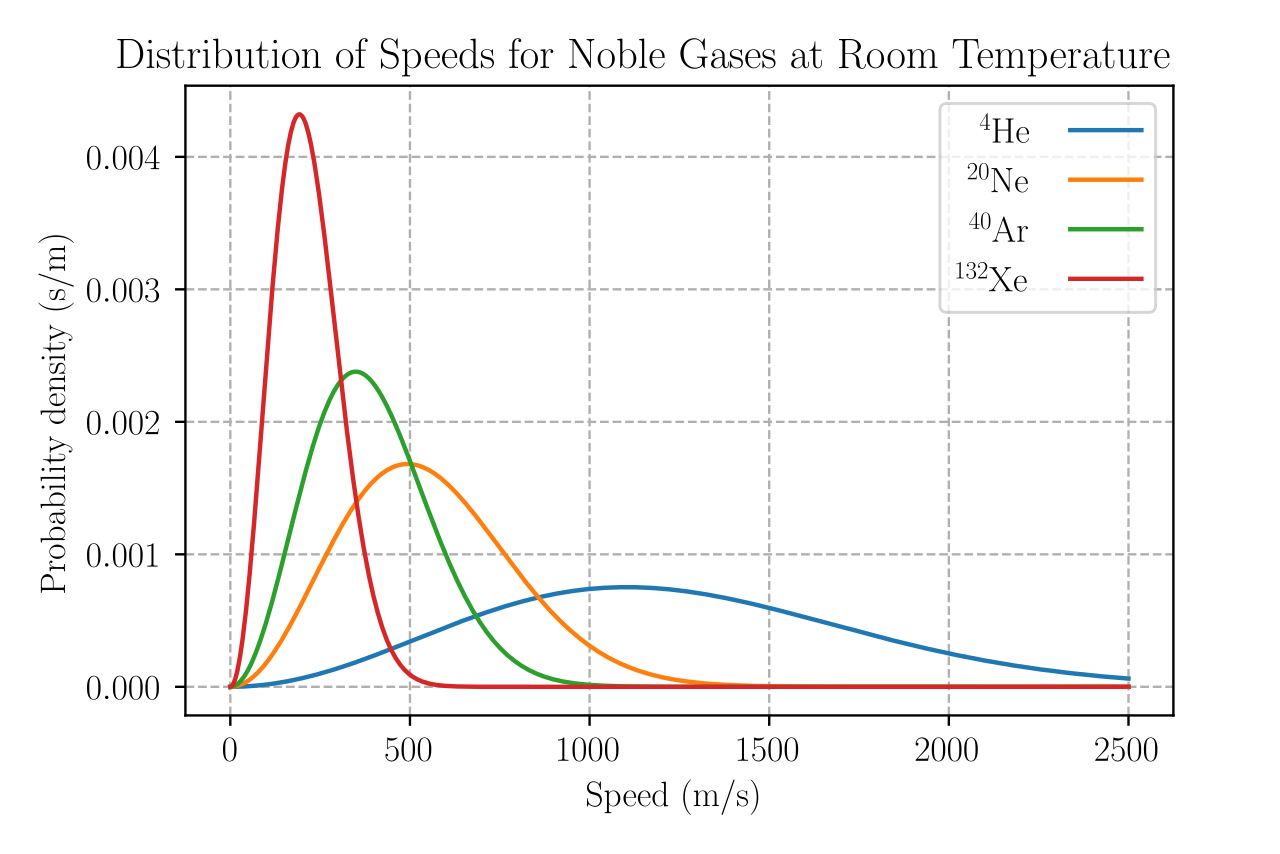 Distribution of Speeds for Noble Gases at Room Temperature
Probability density (s/m)
0.004
0.003
0.002
0.001
0.000
⁴He
²⁰Ne
⁴⁰Ar
¹³²Xe
0 500 1000 1500 2000 2500
Speed (m/s)